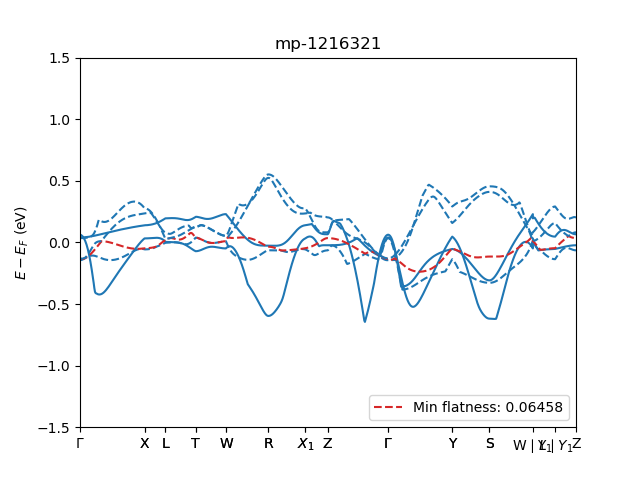 mp-1216321
E − E_F (eV)
1.5
1.0
0.5
0.0
−0.5
−1.0
−1.5
Min flatness: 0.06458
Γ X L T W R X₁ Z Γ Y S W | Y₁ Z